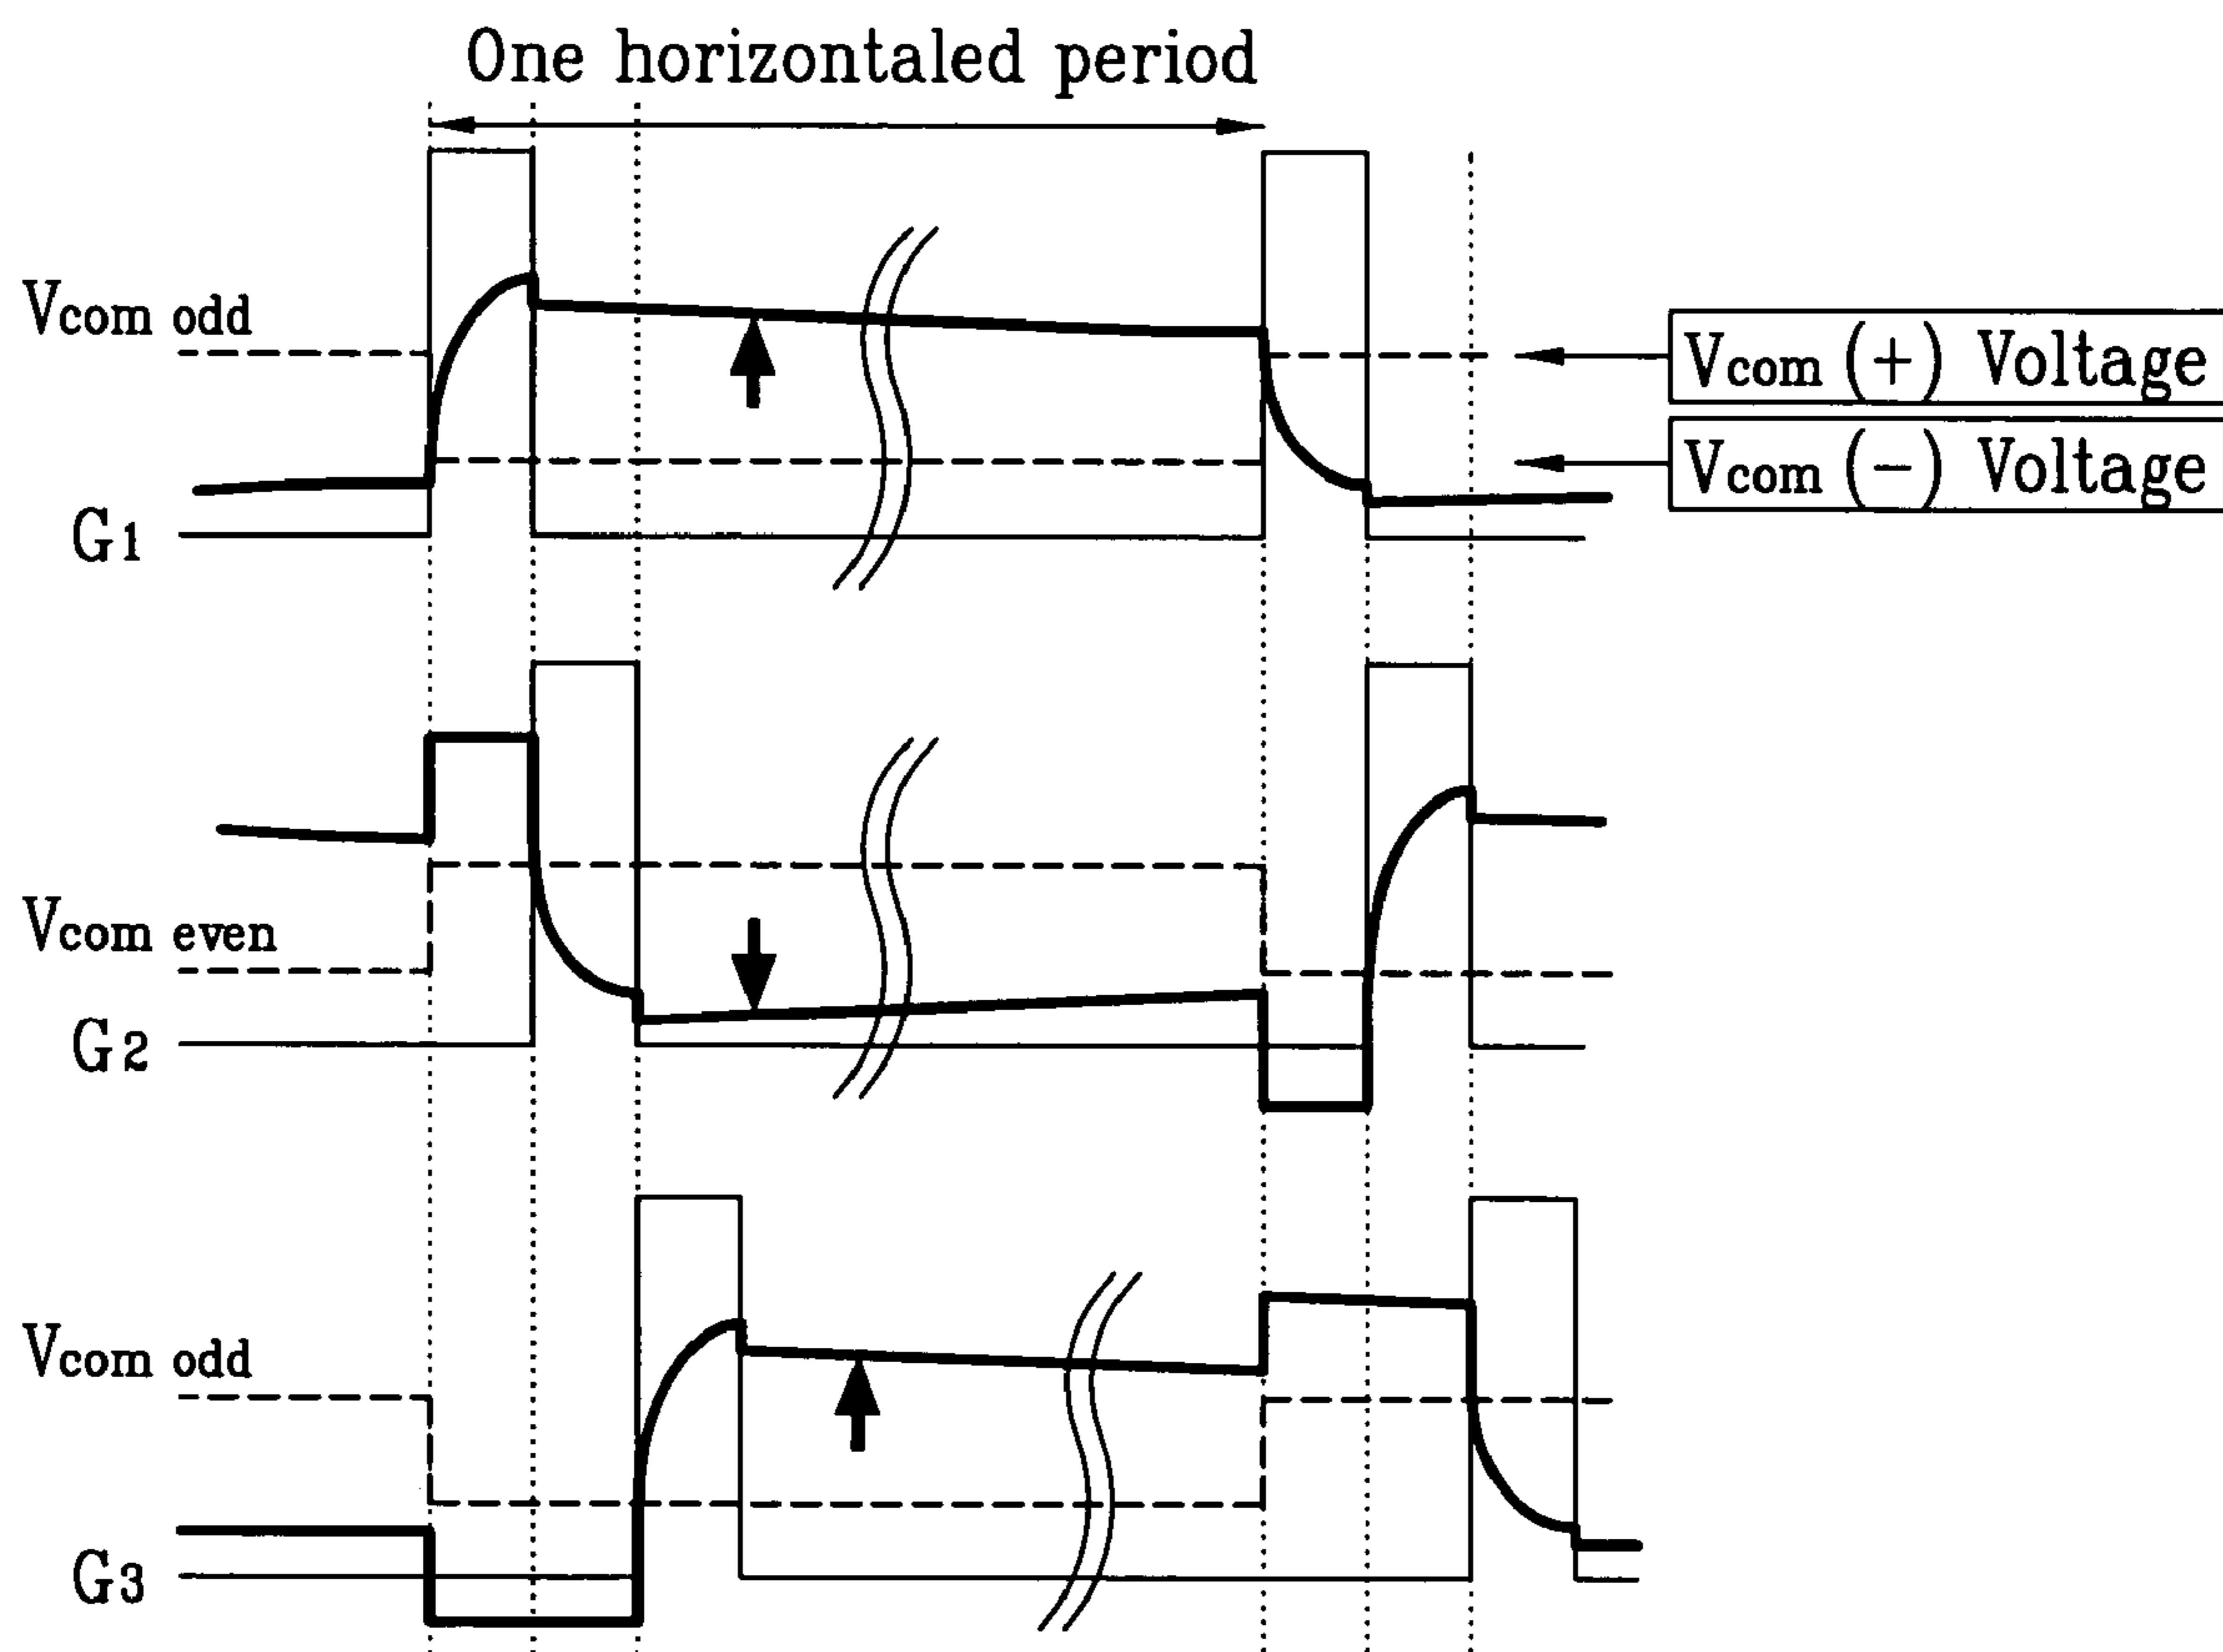 One horizontaled period
Vcom odd
Vcom (+) Voltage
Vcom (-) Voltage
G1
Vcom even
G2
Vcom odd
G3